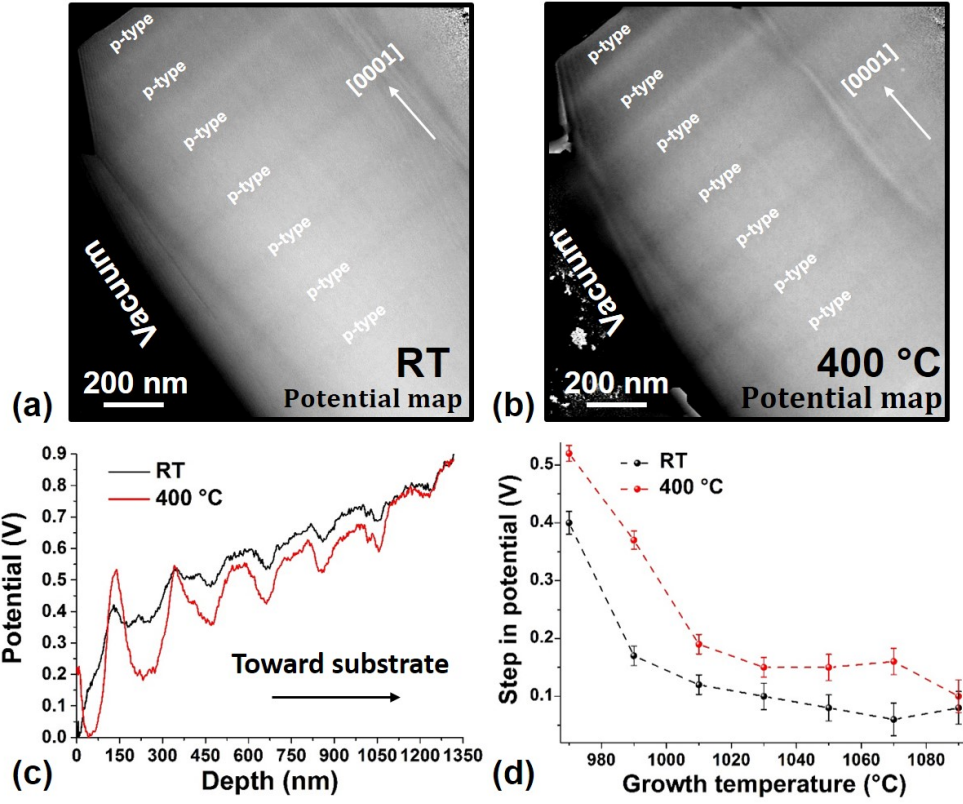 p-type
p-type
p-type
p-type
p-type
p-type
p-type
[0001]
Vacuum
RT
200 nm
Potential map
(a)
p-type
p-type
p-type
p-type
p-type
p-type
p-type
[0001]
Vacuum
400 °C
200 nm
Potential map
(b)
0.9
0.8
0.7
0.6
0.5
0.4
0.3
0.2
0.1
0.0
Potential (V)
RT
400 °C
Toward substrate
0 150 300 450 600 750 900 1050 1200 1350
Depth (nm)
(c)
0.5
0.4
0.3
0.2
0.1
Step in potential (V)
RT
400 °C
980 1000 1020 1040 1060 1080
Growth temperature (°C)
(d)